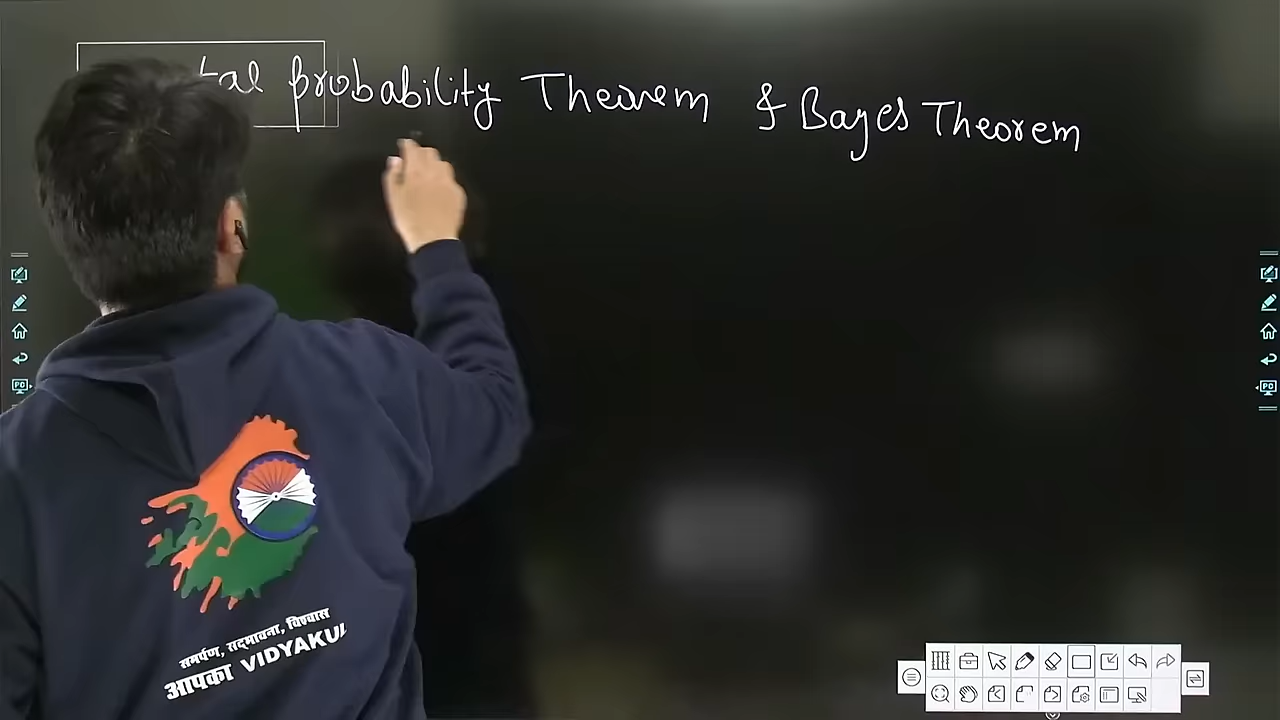 tal probability Theorem & Bayes Theorem
समर्पण, सद्भावना, विश्वास
आपका VIDYAKUL